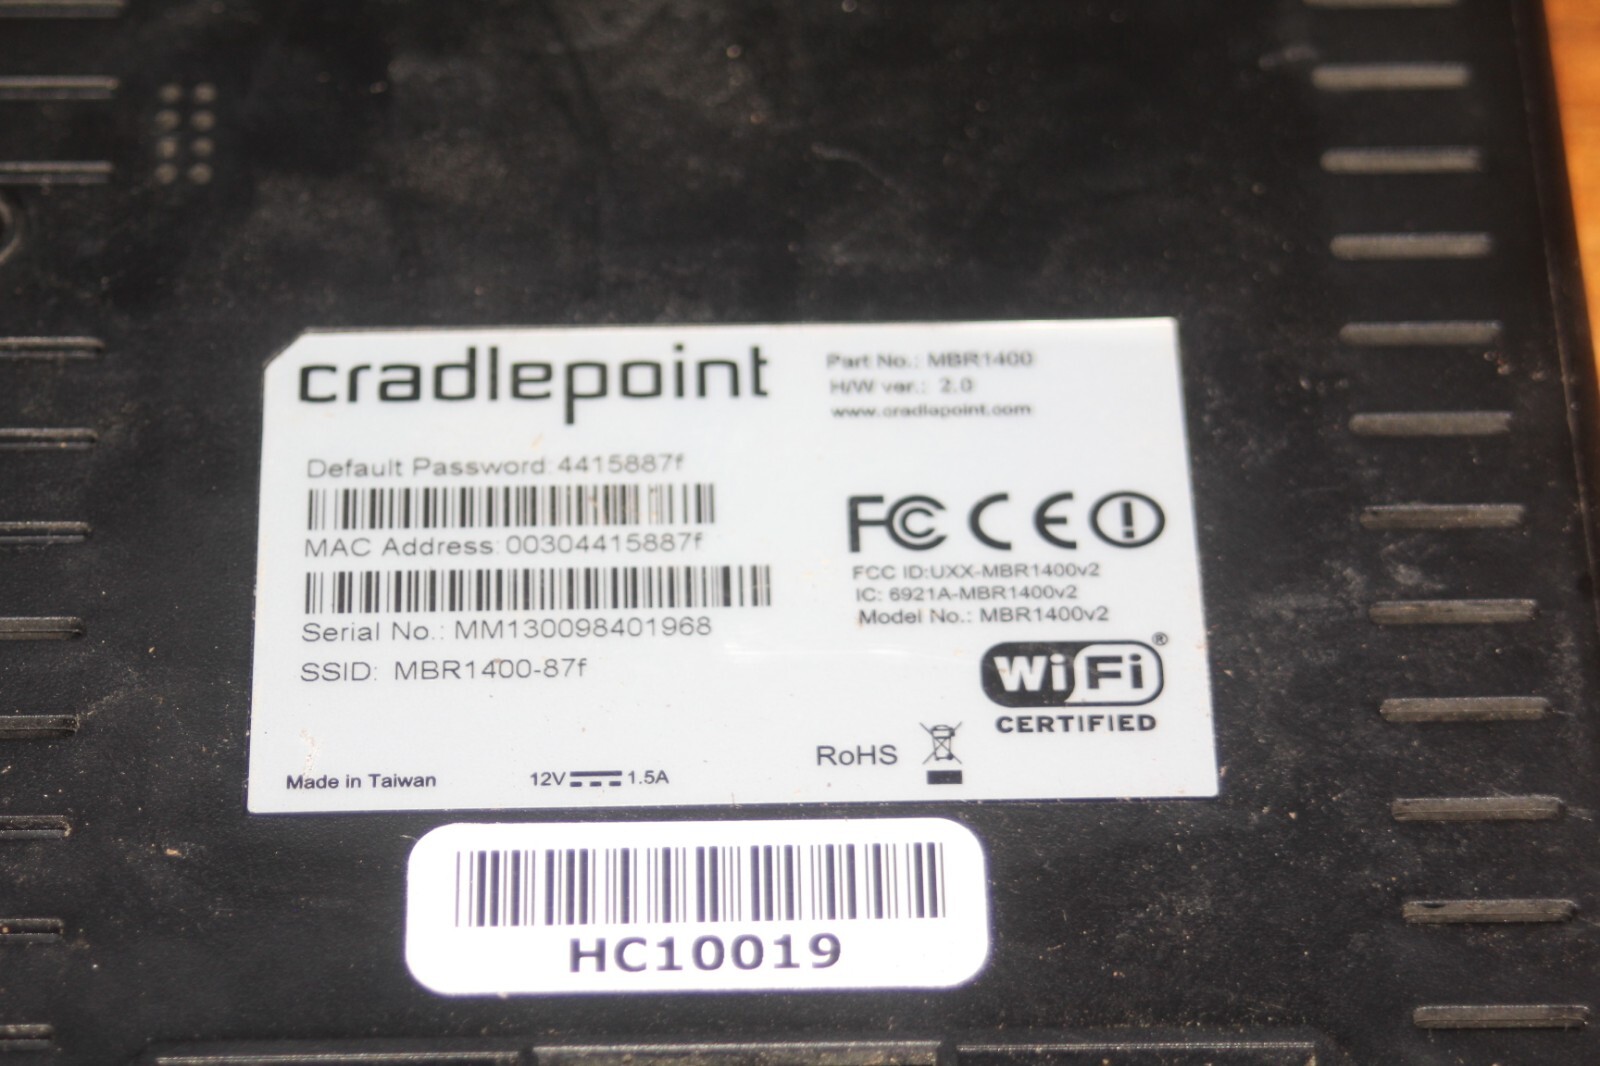 cradlepoint
Part No.: MBR1400
H/W ver.: 2.0
www.cradlepoint.com
Default Password: 4415887f
MAC Address: 00304415887f
Serial No.: MM130098401968
SSID: MBR1400-87f
FC CE
FCC ID:UXX-MBR1400v2
IC: 6921A-MBR1400v2
Model No.: MBR1400v2
WiFi®
CERTIFIED
RoHS
Made in Taiwan
12V 1.5A
HC10019